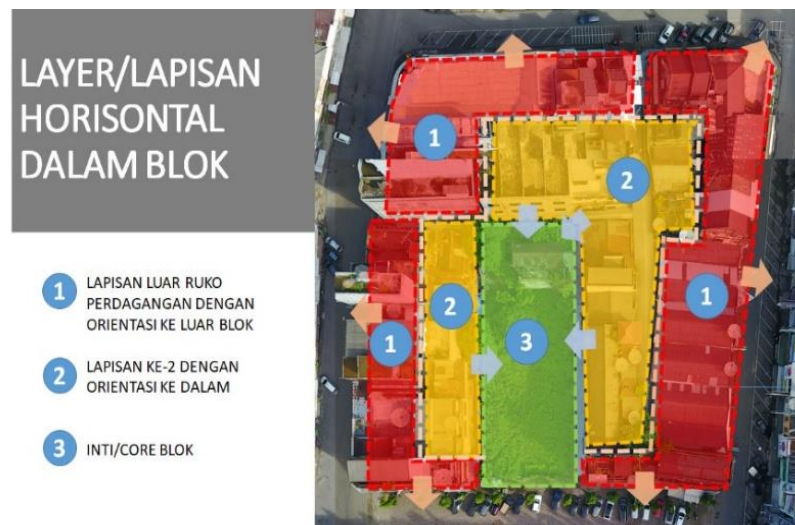 LAYER/LAPISAN
HORISONTAL
DALAM BLOK
1
LAPISAN LUAR RUKO
PERDAGANGAN DENGAN
ORIENTASI KE LUAR BLOK
2
LAPISAN KE-2 DENGAN
ORIENTASI KE DALAM
3
INTI/CORE BLOK
1
2
1
2
1
3